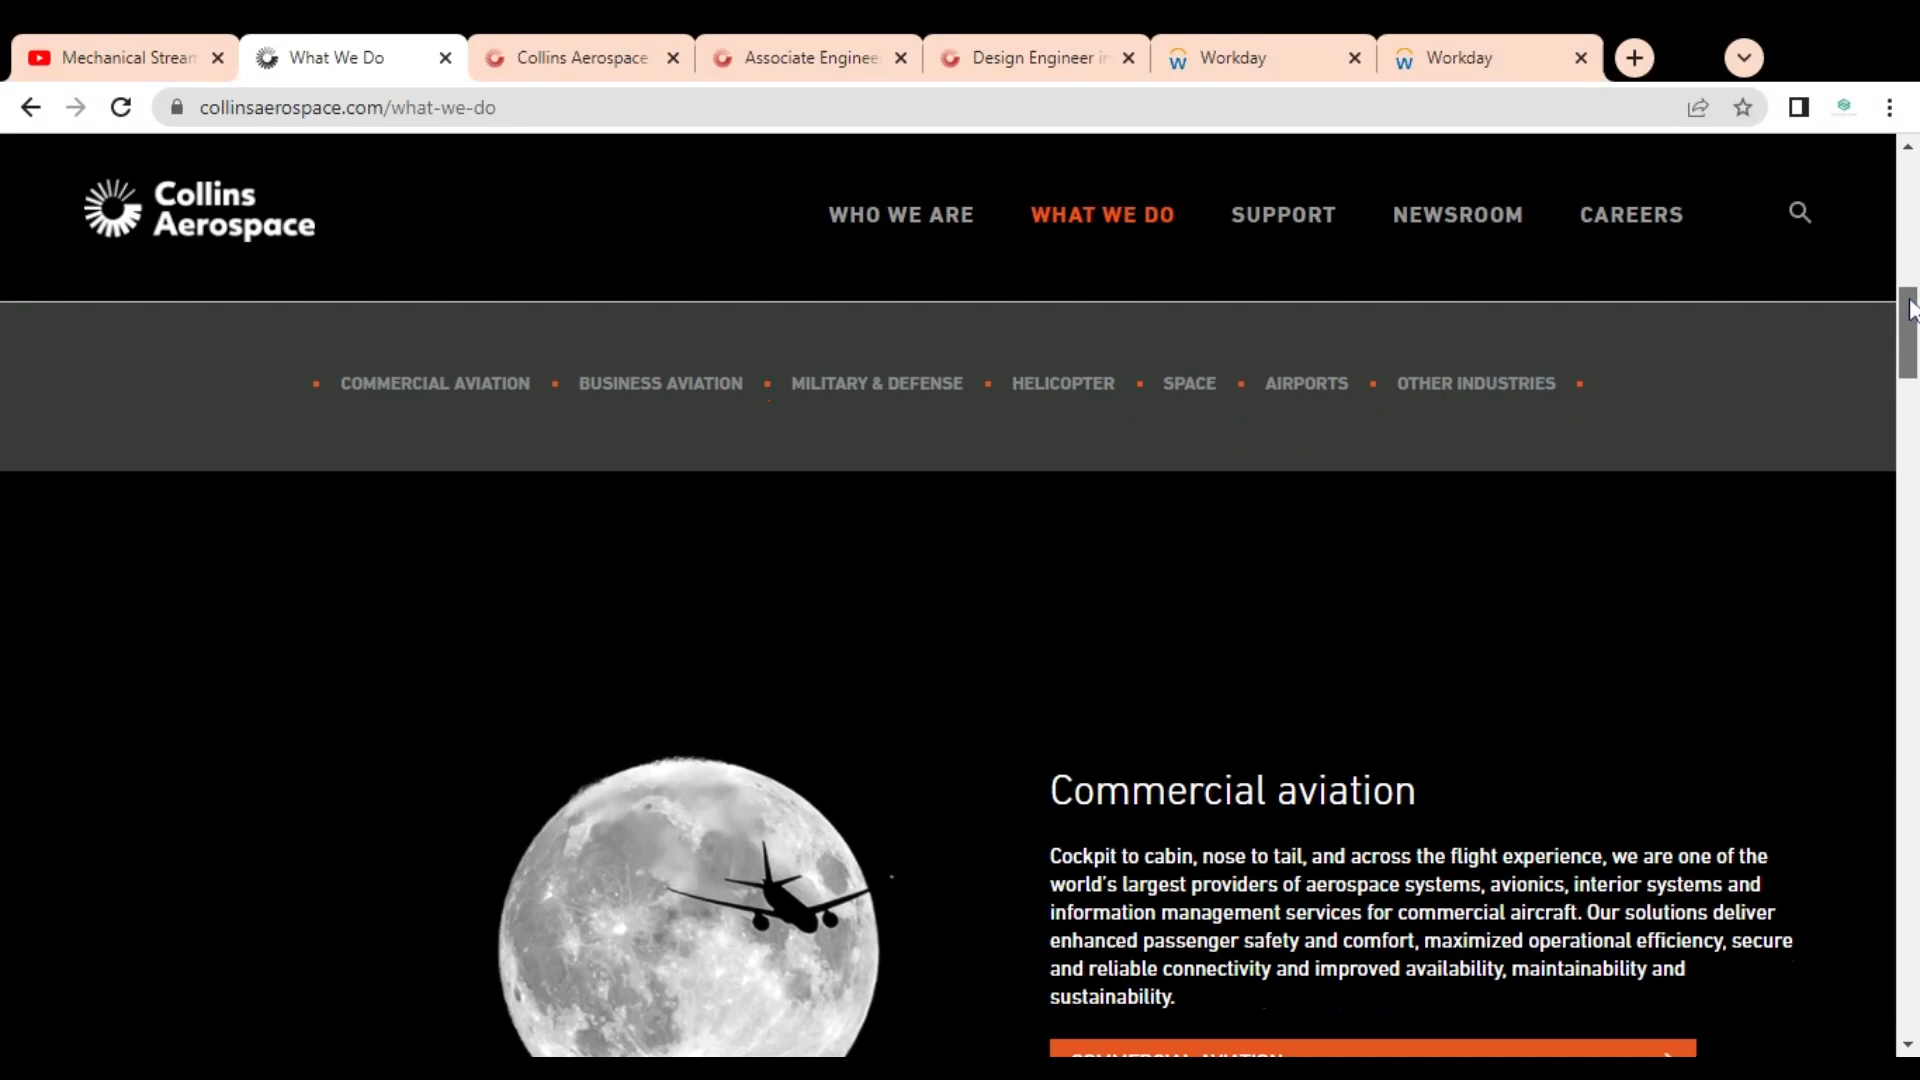 Mechanical Strean
What We Do
Collins Aerospace
Associate Enginee
Design Engineer in
Workday
Workday
collinsaerospace.com/what-we-do
Collins
Aerospace
WHO WE ARE
WHAT WE DO
SUPPORT
NEWSROOM
CAREERS
COMMERCIAL AVIATION
BUSINESS AVIATION
MILITARY & DEFENSE
HELICOPTER
SPACE
AIRPORTS
OTHER INDUSTRIES
Commercial aviation
Cockpit to cabin, nose to tail, and across the flight experience, we are one of the
world's largest providers of aerospace systems, avionics, interior systems and
information management services for commercial aircraft. Our solutions deliver
enhanced passenger safety and comfort, maximized operational efficiency, secure
and reliable connectivity and improved availability, maintainability and
sustainability.
COMMERCIAL AVIATION